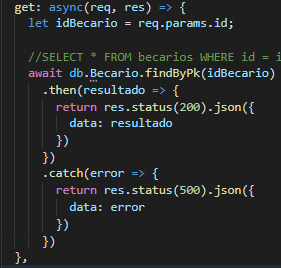 get: async(req, res) => {
let idBecario = req.params.id;
//SELECT * FROM becarios WHERE id = i
await db.Becario.findByPk(idBecario)
.then(resultado => {
return res.status(200).json({
data: resultado
})
})
.catch(error => {
return res.status(500).json({
data: error
})
})
},